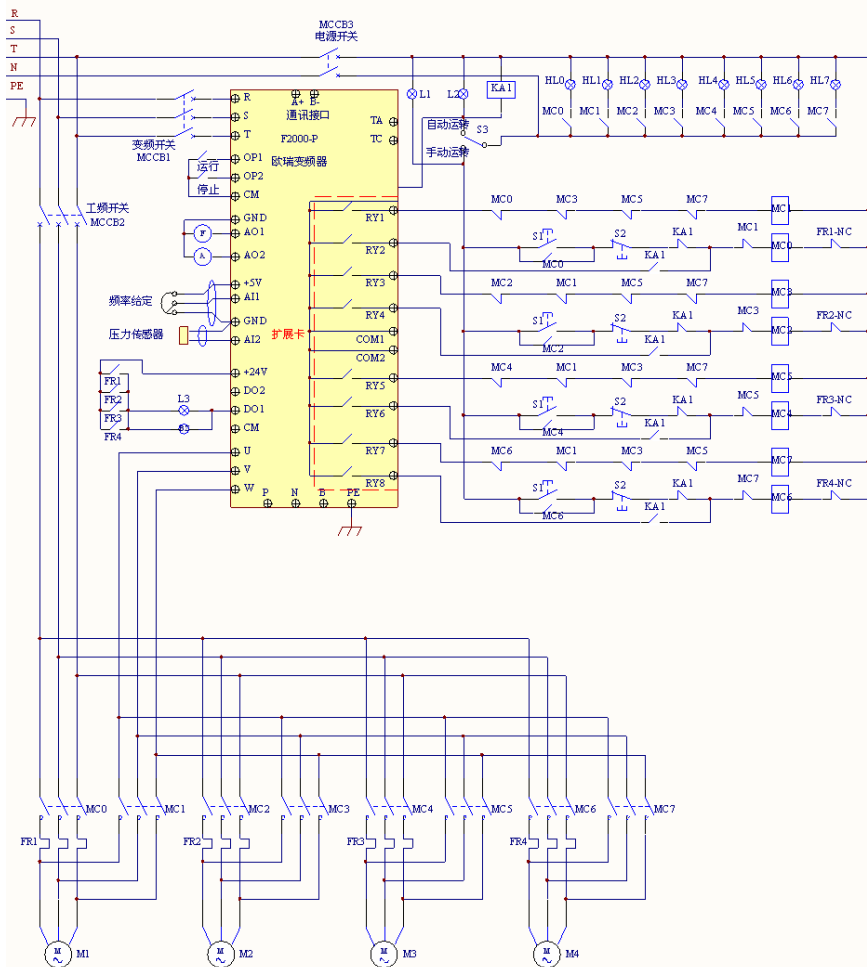 R
S
T
N
PE
MCCB3
电源开关
L1
L2
KA1
HL0
HL1
HL2
HL3
HL4
HL5
HL6
HL7
MC0
MC1
MC2
MC3
MC4
MC5
MC6
MC7
自动运转
S3
手动运转
变频开关
MCCB1
工频开关
MCCB2
R
S
T
A+ B-
通讯接口
F2000-P
欧瑞变频器
TA
TC
OP1
运行
OP2
停止
CM
GND
F
AO1
A
AO2
+5V
频率给定
AI1
GND
压力传感器
AI2
扩展卡
+24V
FR1
DO2
FR2
L3
DO1
FR3
FR4
CM
U
V
W
P
N
B
PE
RY1
RY2
RY3
RY4
COM1
COM2
RY5
RY6
RY7
RY8
MC0
MC3
MC5
MC7
MC1
S1
S2
KA1
MC1
MC0
FR1-NC
MC0
KA1
MC2
MC1
MC5
MC7
MC3
S1
S2
KA1
MC3
MC2
FR2-NC
MC2
KA1
MC4
MC1
MC3
MC7
MC5
S1
S2
KA1
MC5
MC4
FR3-NC
MC4
KA1
MC6
MC1
MC3
MC5
MC7
S1
S2
KA1
MC7
MC6
FR4-NC
MC6
KA1
MC0
MC1
MC2
MC3
MC4
MC5
MC6
MC7
FR1
FR2
FR3
FR4
M
M1
M
M2
M
M3
M
M4